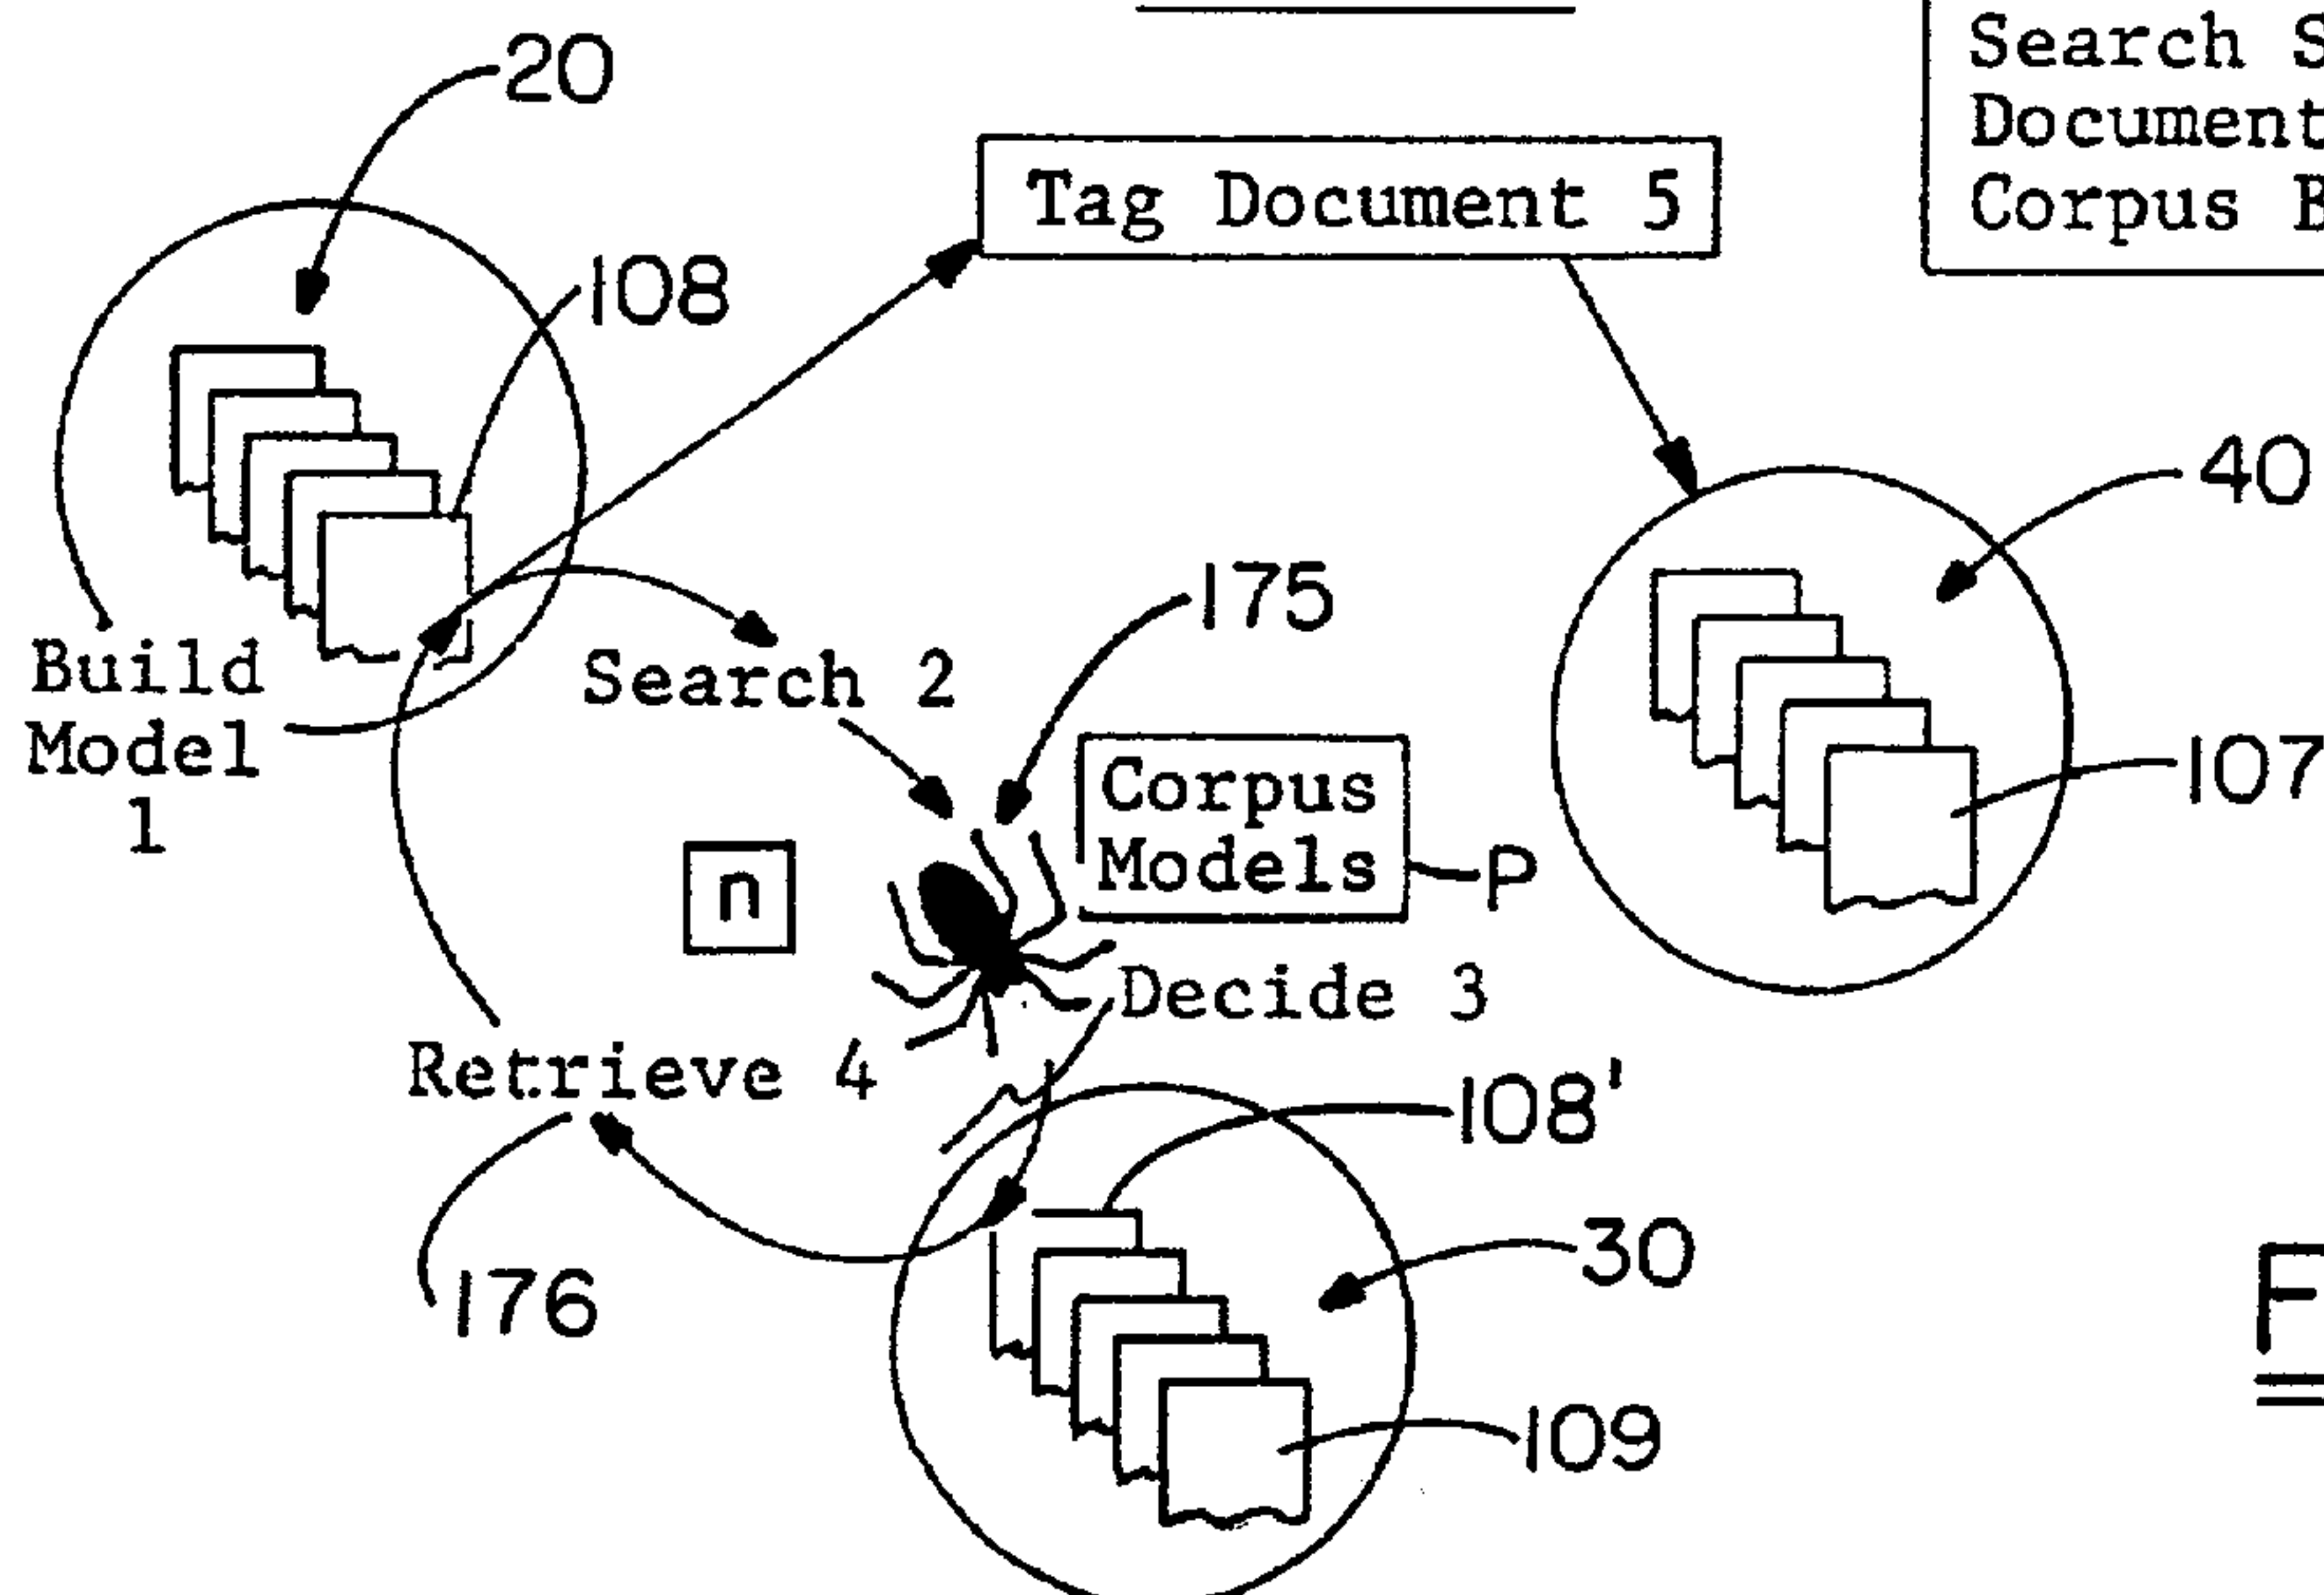 20
Search S
Document
Corpus
Tag Document 5
108
40
175
Build
Model
1
Search 2
107
Corpus
Models
P
n
Decide 3
Retrieve 4
108'
30
176
109
F